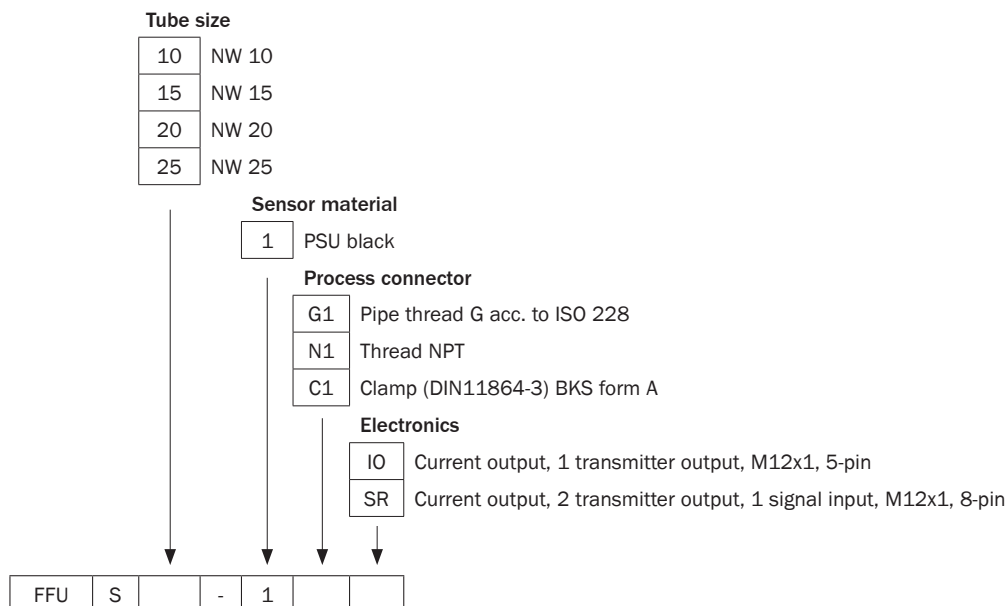 Tube size
10 NW 10
15 NW 15
20 NW 20
25 NW 25
Sensor material
1 PSU black
Process connector
G1 Pipe thread G acc. to ISO 228
N1 Thread NPT
C1 Clamp (DIN11864-3) BKS form A
Electronics
IO Current output, 1 transmitter output, M12x1, 5-pin
SR Current output, 2 transmitter output, 1 signal input, M12x1, 8-pin
FFU S - 1